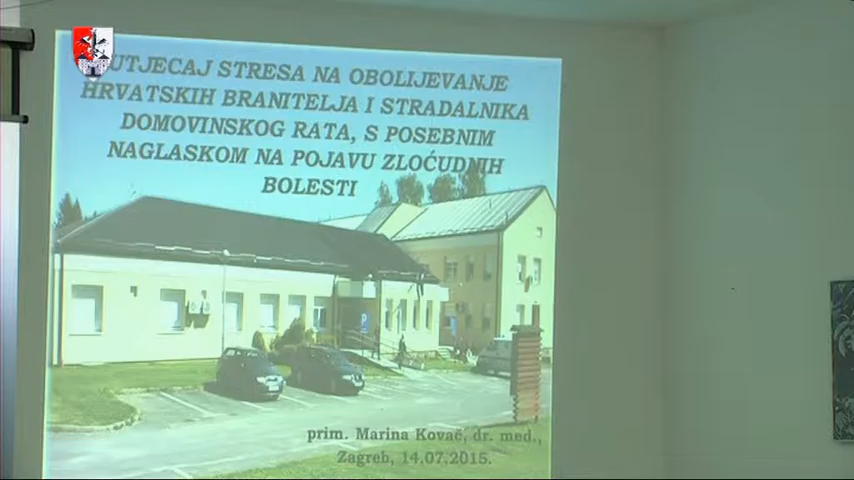 UTJECAJ STRESA NA OBOLIJEVANJE
HRVATSKIH BRANITELJA I STRADALNIKA
DOMOVINSKOG RATA, S POSEBNIM
NAGLASKOM NA POJAVU ZLOĆUDNIH
BOLESTI
prim. Marina Kovač, dr. med.,
Zagreb, 14.07.2015.